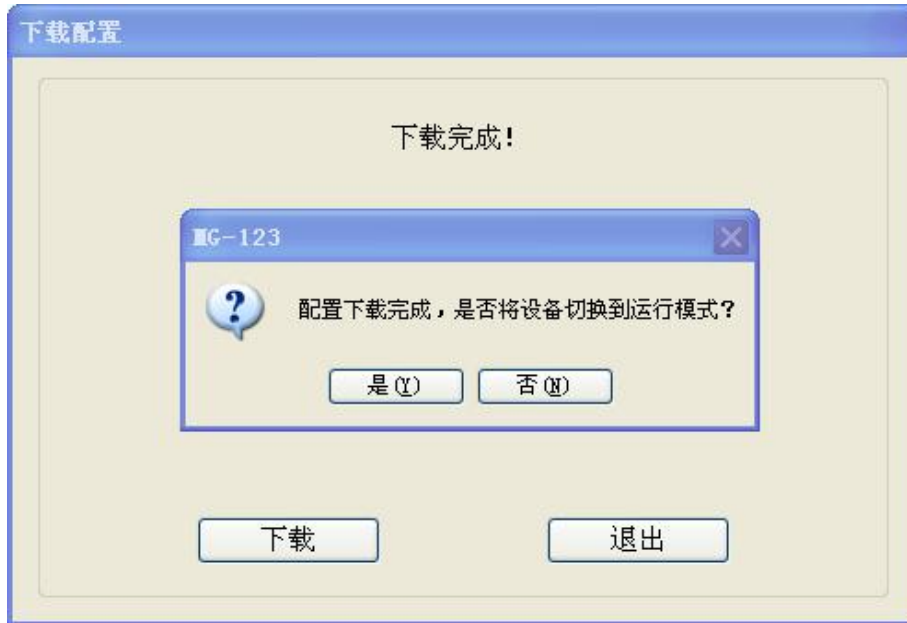 下载配置
下载完成!
MG-123
配置下载完成，是否将设备切换到运行模式?
是(Y)
否(N)
下载
退出